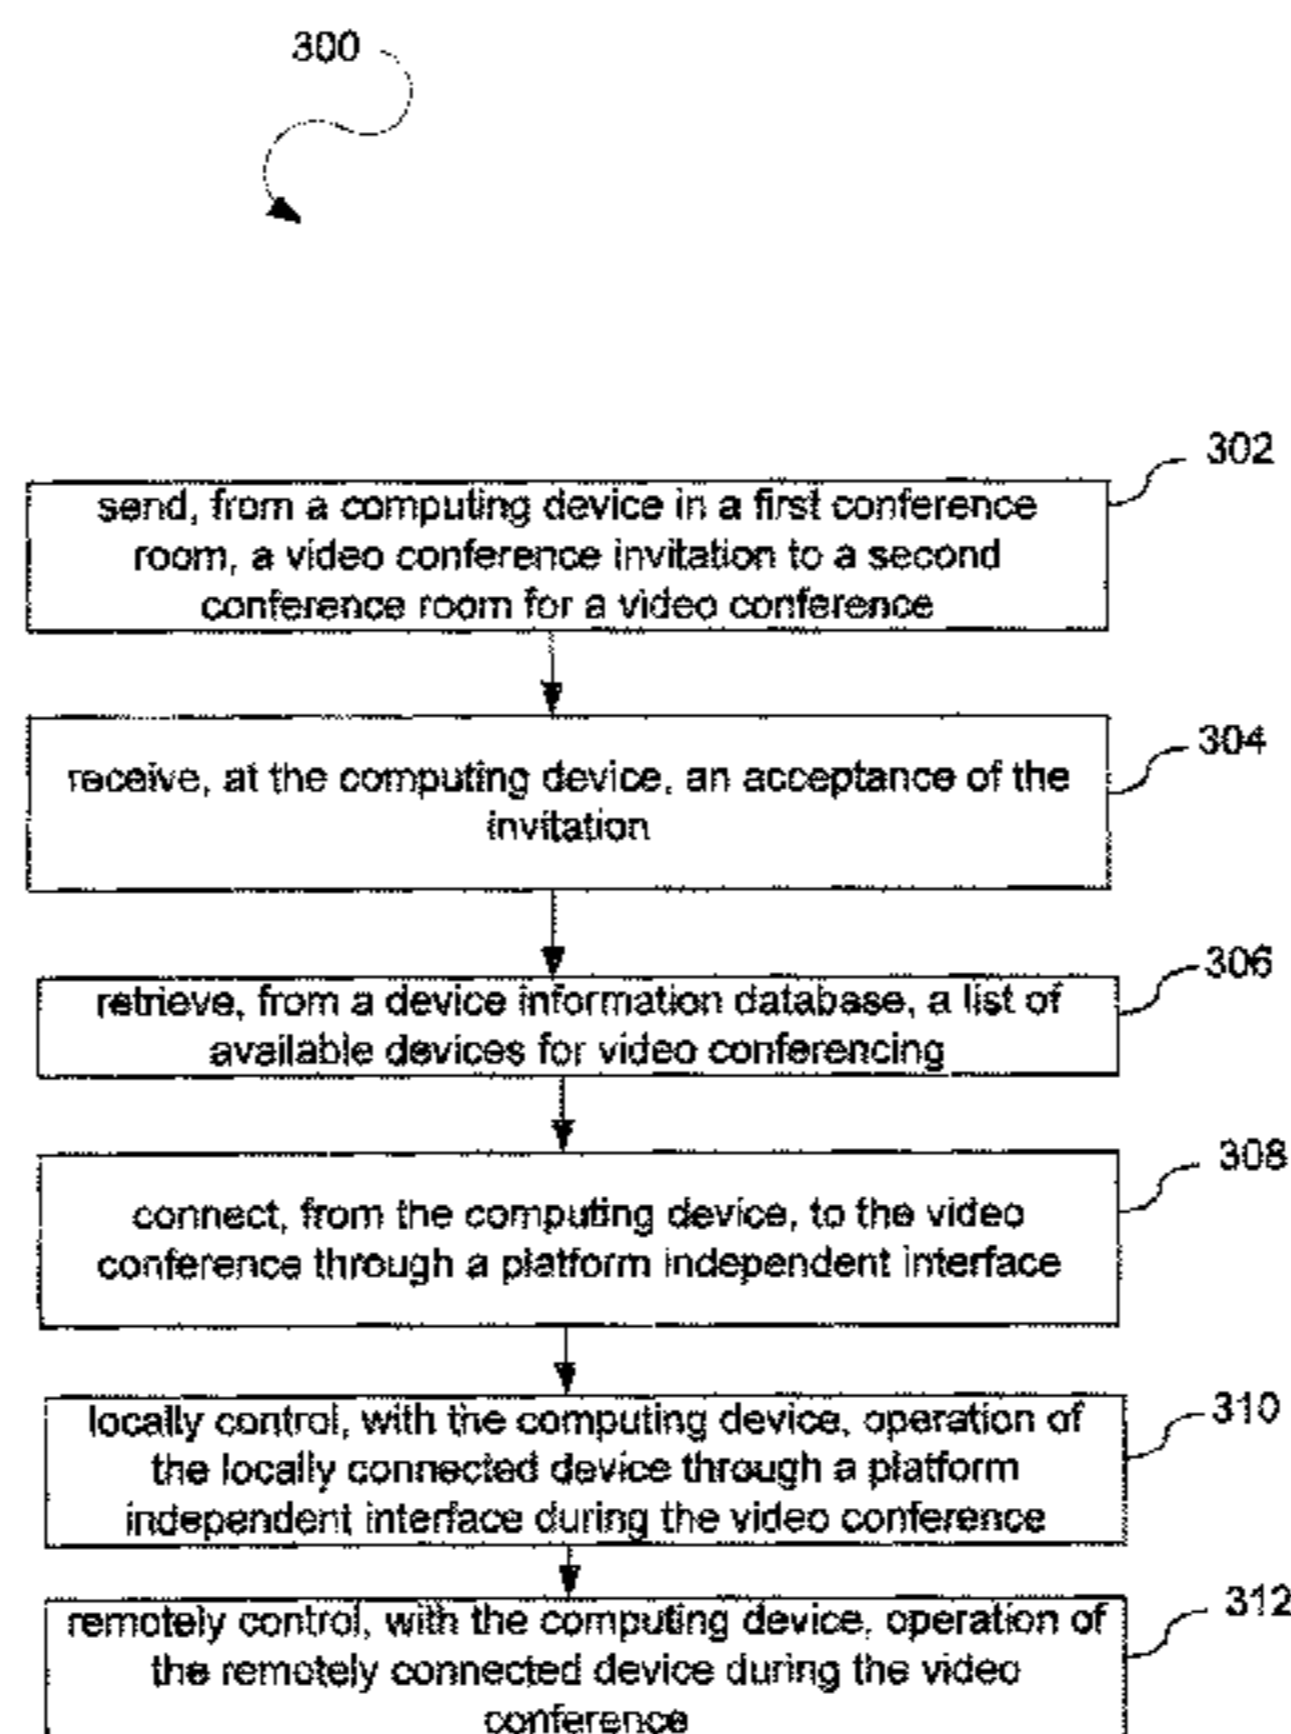 300
302
send, from a computing device in a first conference
room, a video conference invitation to a second
conference room for a video conference
304
receive, at the computing device, an acceptance of the
invitation
306
retrieve, from a device information database, a list of
available devices for video conferencing
308
connect, from the computing device, to the video
conference through a platform independent interface
310
locally control, with the computing device, operation of
the locally connected device through a platform
independent interface during the video conference
312
remotely control, with the computing device, operation of
the remotely connected device during the video
conference